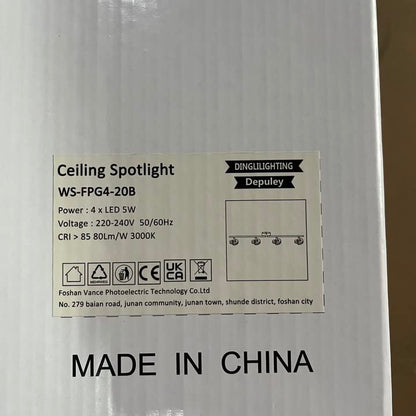 Ceiling Spotlight
WS-FPG4-20B
Power : 4 x LED 5W
Voltage : 220-240V 50/60Hz
CRI > 85 80Lm/W 3000K
DINGLILIGHTING
Depuley
CE
UK
CA
Foshan Vance Photoelectric Technology Co.Ltd
No. 279 baian road, junan community, junan town, shunde district, foshan city
MADE IN CHINA